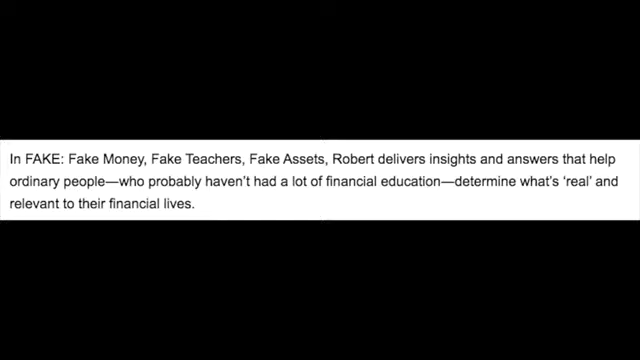 In FAKE: Fake Money, Fake Teachers, Fake Assets, Robert delivers insights and answers that help
ordinary people—who probably haven’t had a lot of financial education—determine what’s ‘real’ and
relevant to their financial lives.